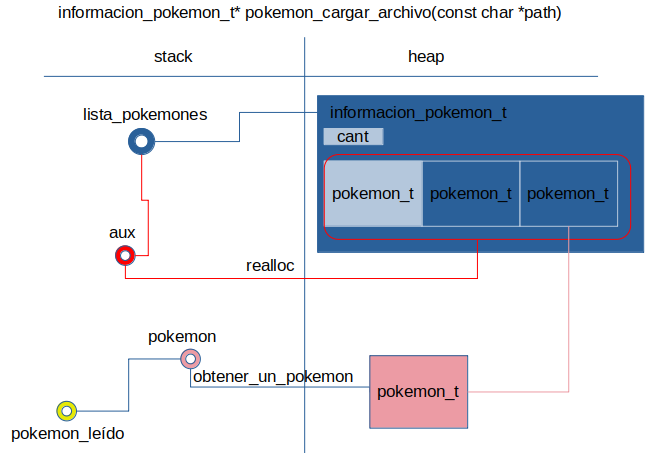 informacion_pokemon_t* pokemon_cargar_archivo(const char *path)
stack
heap
lista_pokemones
informacion_pokemon_t
cant
pokemon_t
pokemon_t
pokemon_t
aux
realloc
pokemon
obtener_un_pokemon
pokemon_t
pokemon_leído